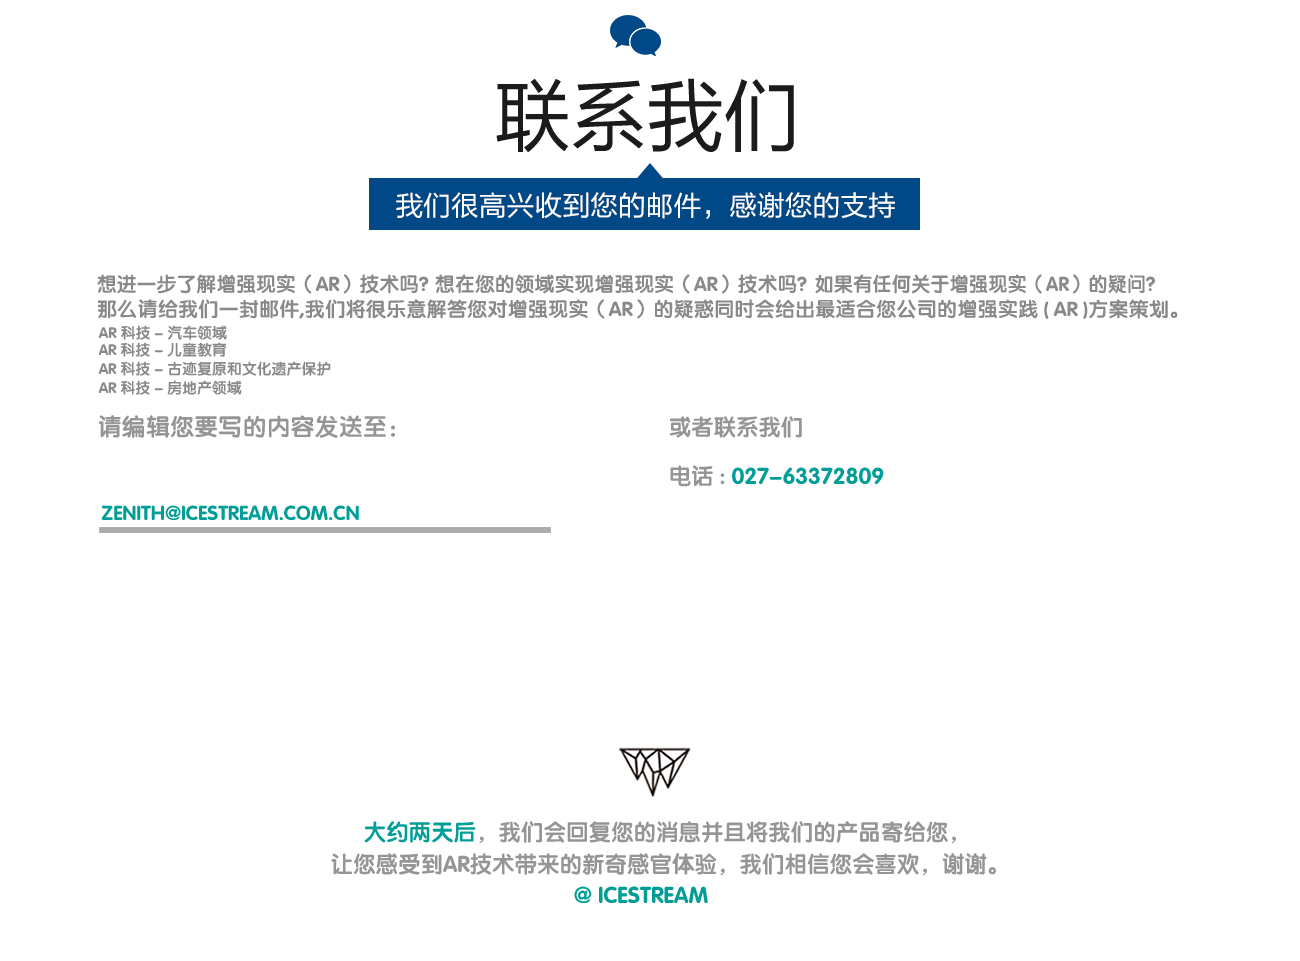 联系我们
我们很高兴收到您的邮件，感谢您的支持
想进一步了解增强现实（AR）技术吗? 想在您的领域实现增强现实（AR）技术吗? 如果有任何关于增强现实（AR）的疑问?
那么请给我们一封邮件,我们将很乐意解答您对增强现实（AR）的疑惑同时会给出最适合您公司的增强实践 ( AR )方案策划。
AR 科技 – 汽车领域
AR 科技 – 儿童教育
AR 科技 – 古迹复原和文化遗产保护
AR 科技 – 房地产领域
请编辑您要写的内容发送至：
或者联系我们
电话 : 027–63372809
ZENITH@ICESTREAM.COM.CN
大约两天后，我们会回复您的消息并且将我们的产品寄给您，
让您感受到AR技术带来的新奇感官体验，我们相信您会喜欢，谢谢。
@ ICESTREAM